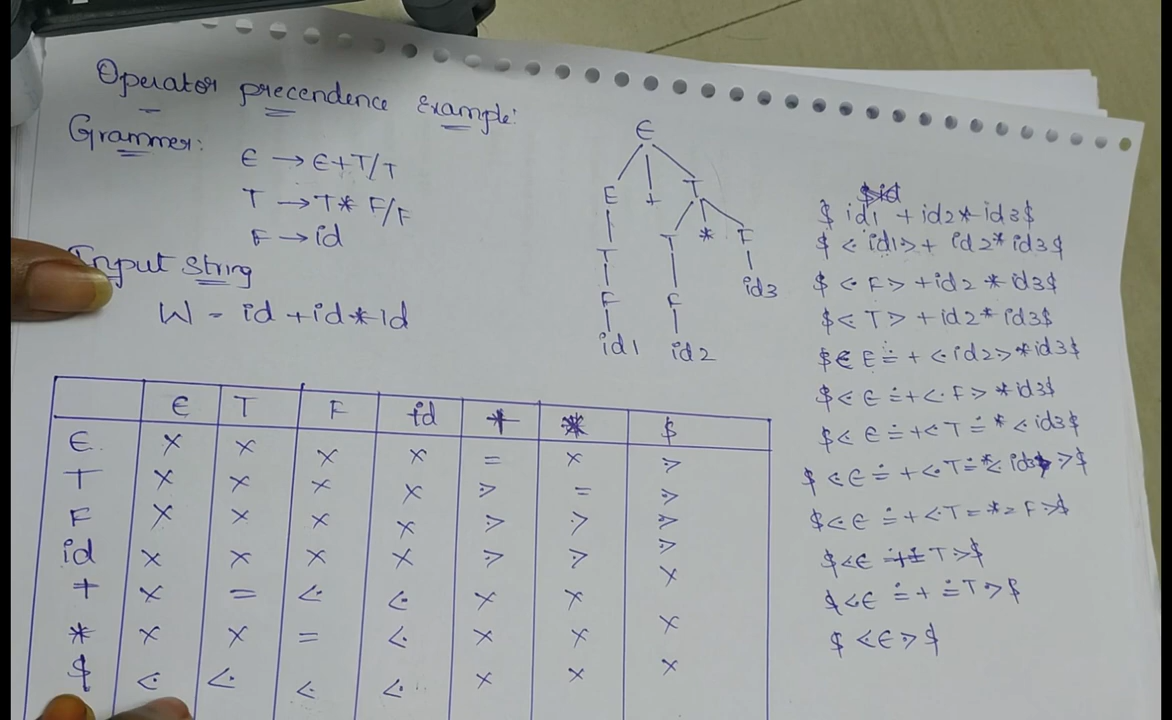 Operator precendence Example:
Grammer:
E → E+T/T
T → T* F/F
F → id
Input String
W - id +id*id
E
E + T
T T * F
F F id3
id1 id2
E T F id + * $
E × × × × = × ⋗
T × × × × ⋗ = ⋗
F × × × × ⋗ ⋗ ⋗
id × × × × ⋗ ⋗ ⋗
+ × = ⋖ ⋖ × × ×
* × × = ⋖ × × ×
$ ⋖ ⋖ ⋖ ⋖ × × ×
$ id1 + id2*id3$
$ ⋖ id1⋗+ id2*id3$
$ ⋖ F⋗ +id2 *id3$
$⋖ T⋗ +id2* id3$
$⋖ E≐ + ⋖id2⋗*id3$
$⋖ E ≐+⋖F⋗ *id3$
$⋖ E≐+⋖T≐*⋖id3$
$⋖E≐+⋖T≐*⋖id3⋗$
$⋖E ≐+⋖T=*=F⋗$
$⋖E ≐+≐T⋗$
$⋖E ≐+≐T⋗$
$ ⋖E⋗$